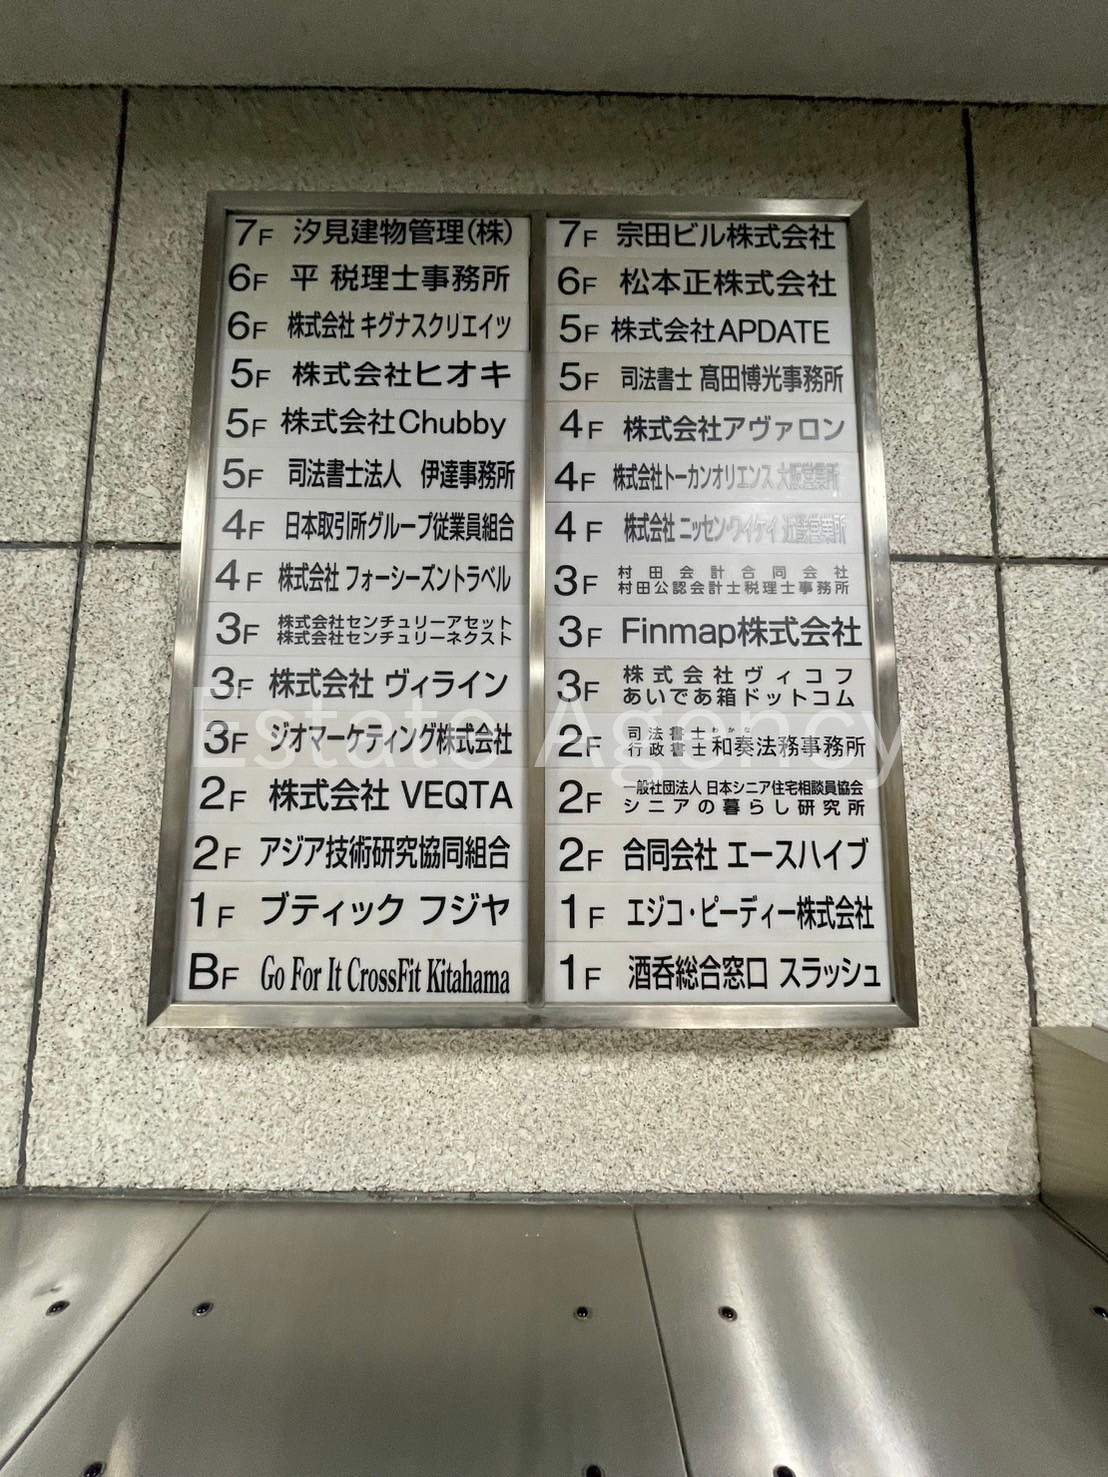 7F 汐見建物管理(株)
6F 平 税理士事務所
6F 株式会社 キグナスクリエイツ
5F 株式会社ヒオキ
5F 株式会社Chubby
5F 司法書士法人 伊達事務所
4F 日本取引所グループ従業員組合
4F 株式会社 フォーシーズントラベル
3F 株式会社センチュリーアセット
株式会社センチュリーネクスト
3F 株式会社 ヴィライン
3F ジオマーケティング株式会社
2F 株式会社 VEQTA
2F アジア技術研究協同組合
1F ブティック フジヤ
BF Go For It CrossFit Kitahama
7F 宗田ビル株式会社
6F 松本正株式会社
5F 株式会社APDATE
5F 司法書士 髙田博光事務所
4F 株式会社アヴァロン
4F 株式会社トーカンオリエンス 大阪営業所
4F 株式会社 ニッセン・ワイケイ 近畿営業所
3F 村田会計合同会社
村田公認会計士税理士事務所
3F Finmap株式会社
3F 株式会社ヴィコフ
あいであ箱ドットコム
2F 司法書士
行政書士 和奏法務事務所
2F 一般社団法人 日本シニア住宅相談員協会
シニアの暮らし研究所
2F 合同会社 エースハイブ
1F エジコ・ピーディー株式会社
1F 酒呑総合窓口 スラッシュ
Estate Agency